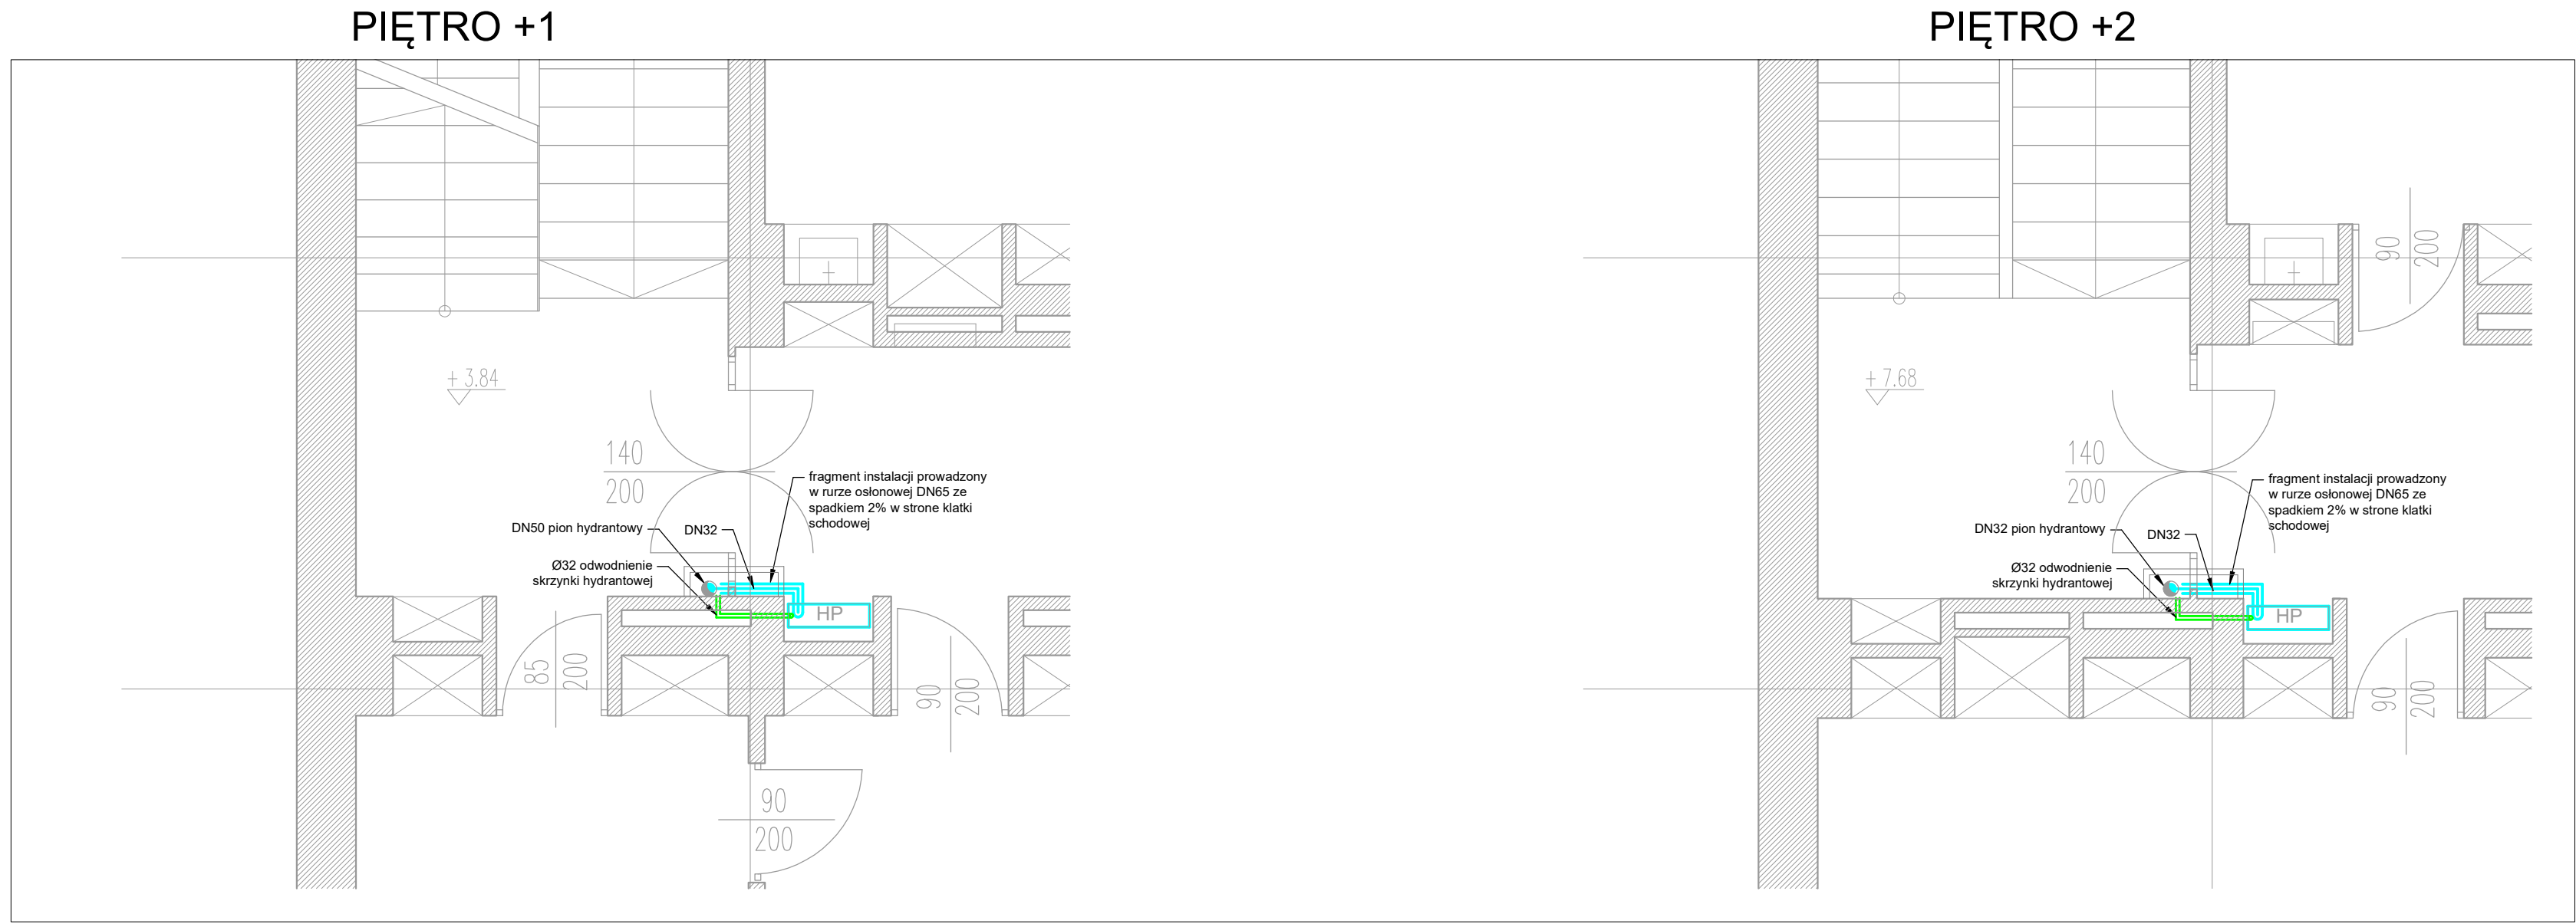 PIĘTRO +1
+ 3.84
140
200
fragment instalacji prowadzony
w rurze osłonowej DN65 ze
spadkiem 2% w strone klatki
schodowej
DN50 pion hydrantowy
DN32
Ø32 odwodnienie
skrzynki hydrantowej
HP
85
200
90
200
90
200
PIĘTRO +2
90
200
+ 7.68
140
200
fragment instalacji prowadzony
w rurze osłonowej DN65 ze
spadkiem 2% w strone klatki
schodowej
DN32 pion hydrantowy
DN32
Ø32 odwodnienie
skrzynki hydrantowej
HP
90
200